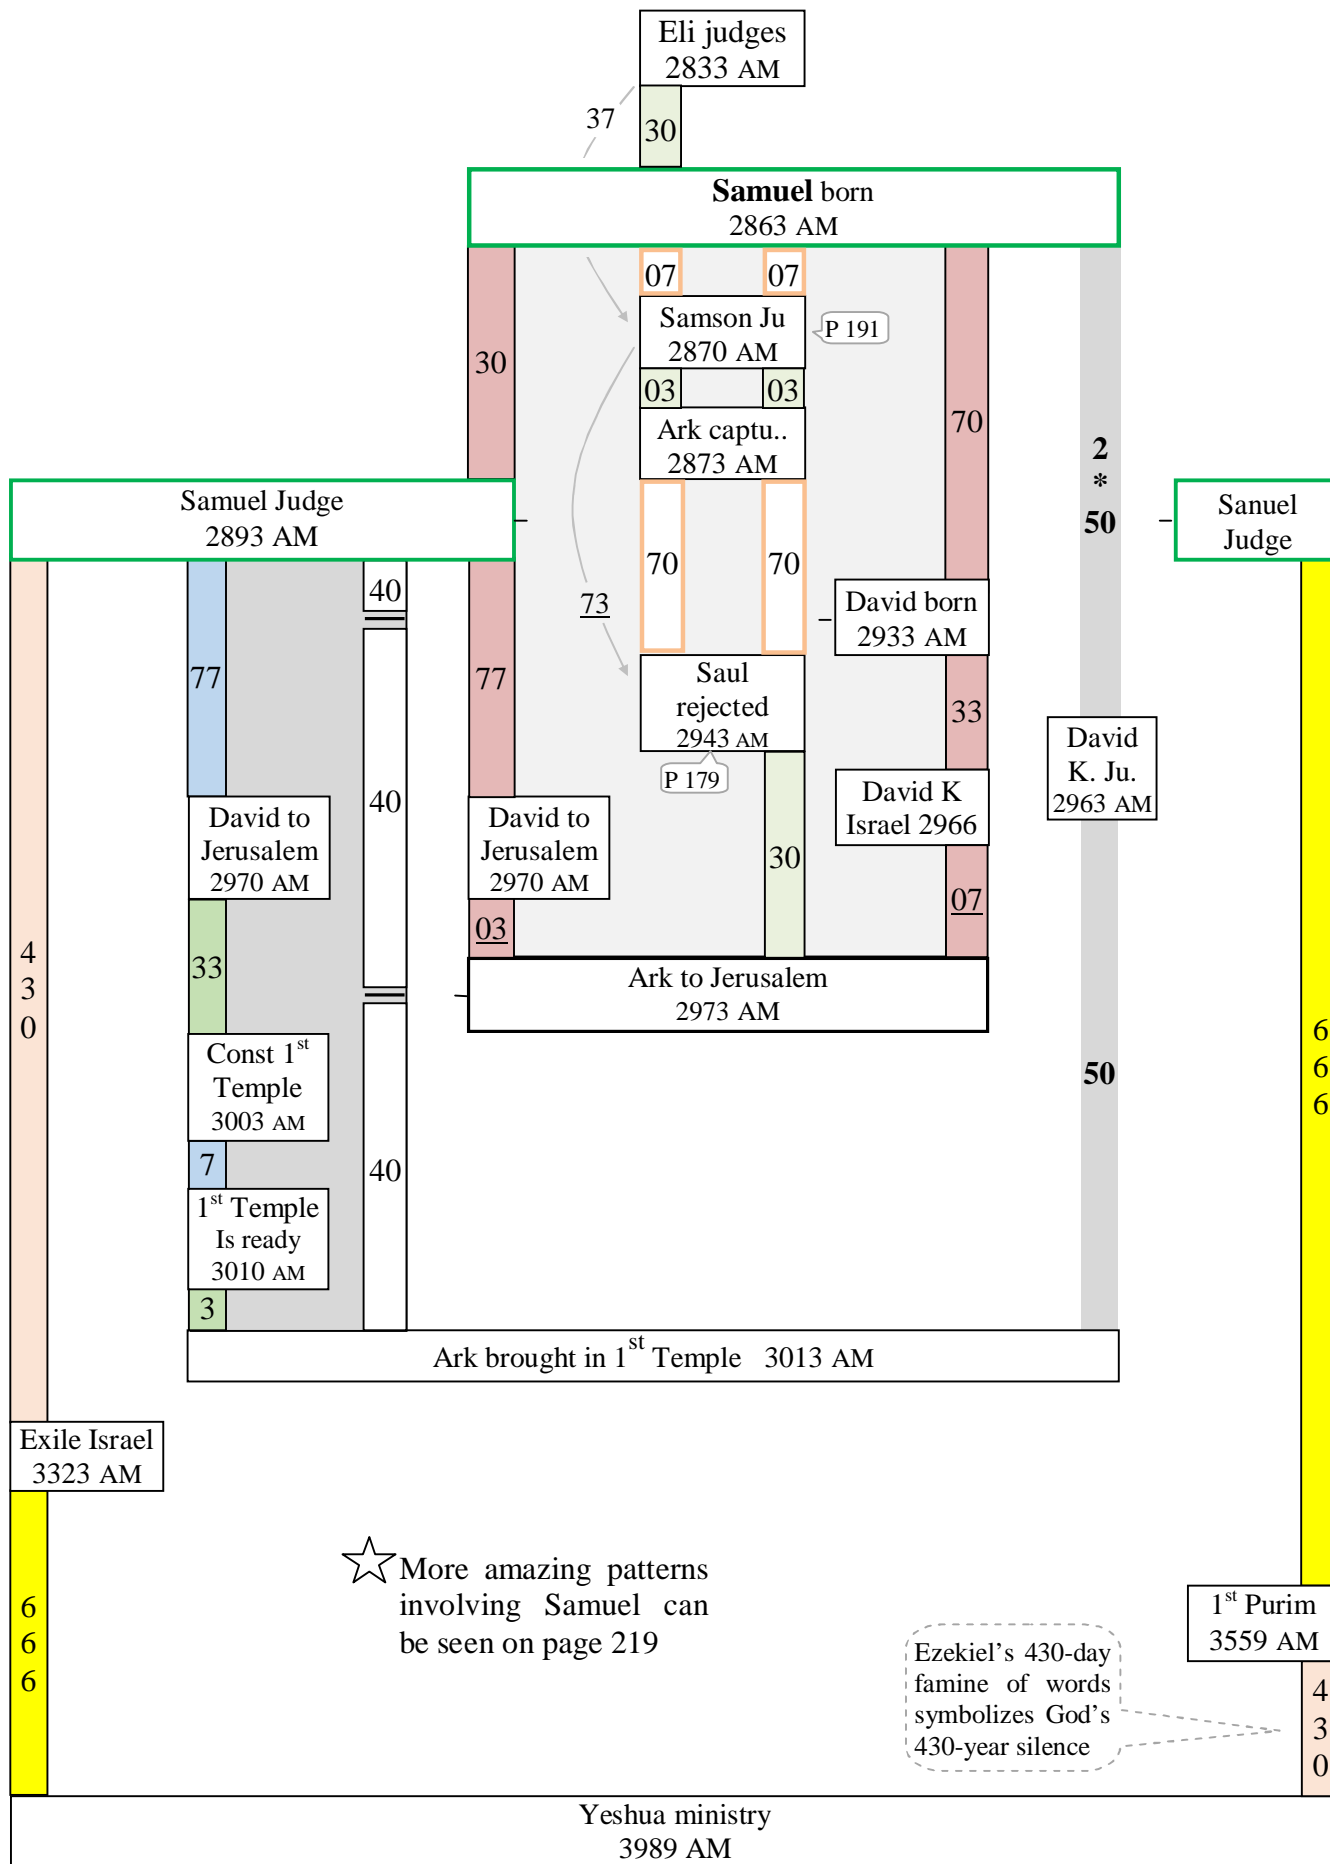 Eli judges
2833 AM
37
30
Samuel born
2863 AM
07
07
Samson Ju
2870 AM
P 191
30
03
03
70
Ark captu..
2873 AM
2
*
50
Samuel Judge
2893 AM
Sanuel
Judge
40
70
70
73
David born
2933 AM
77
77
Saul
rejected
2943 AM
33
P 179
David
K. Ju.
2963 AM
40
David to
Jerusalem
2970 AM
David to
Jerusalem
2970 AM
David K
Israel 2966
30
03
07
4
3
0
33
Ark to Jerusalem
2973 AM
6
6
6
Const 1st
Temple
3003 AM
50
7
40
1st Temple
Is ready
3010 AM
3
Ark brought in 1st Temple 3013 AM
Exile Israel
3323 AM
6
6
6
More amazing patterns
involving Samuel can
be seen on page 219
1st Purim
3559 AM
Ezekiel's 430-day
famine of words
symbolizes God's
430-year silence
4
3
0
Yeshua ministry
3989 AM